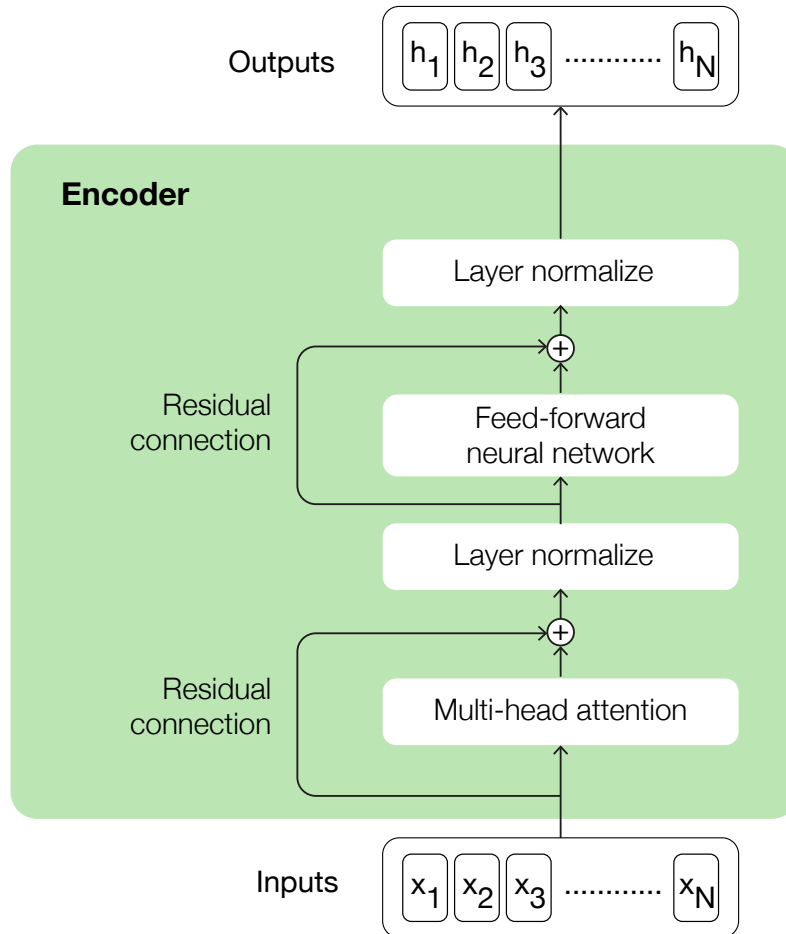 Outputs
h1 h2 h3 ............ hN
Encoder
Layer normalize
+
Residual
connection
Feed-forward
neural network
Layer normalize
+
Residual
connection
Multi-head attention
Inputs
x1 x2 x3 ............ xN